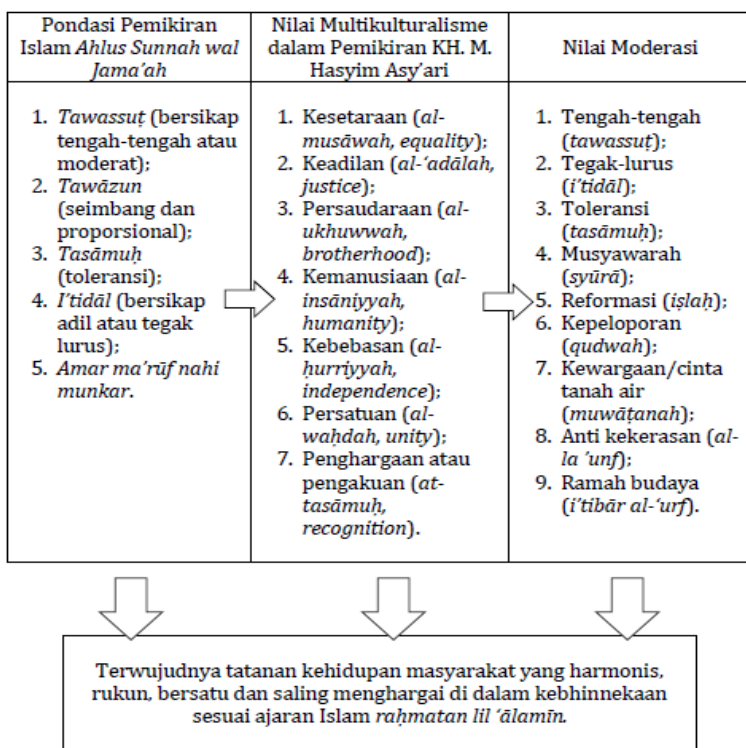 Pondasi Pemikiran
Islam Ahlus Sunnah wal
Jama’ah
1. Tawassuṭ (bersikap
tengah-tengah atau
moderat);
2. Tawāzun
(seimbang dan
proporsional);
3. Tasāmuḥ
(toleransi);
4. I’tidāl (bersikap
adil atau tegak
lurus);
5. Amar ma’rūf nahi
munkar.
Nilai Multikulturalisme
dalam Pemikiran KH. M.
Hasyim Asy’ari
1. Kesetaraan (al-
musāwah, equality);
2. Keadilan (al-‘adālah,
justice);
3. Persaudaraan (al-
ukhuwwah,
brotherhood);
4. Kemanusiaan (al-
insāniyyah,
humanity);
5. Kebebasan (al-
ḥurriyyah,
independence);
6. Persatuan (al-
waḥdah, unity);
7. Penghargaan atau
pengakuan (at-
tasāmuḥ,
recognition).
Nilai Moderasi
1. Tengah-tengah
(tawassuṭ);
2. Tegak-lurus
(i’tidāl);
3. Toleransi
(tasāmuḥ);
4. Musyawarah
(syūrā);
5. Reformasi (iṣlaḥ);
6. Kepeloporan
(qudwah);
7. Kewargaan/cinta
tanah air
(muwāṭanah);
8. Anti kekerasan (al-
la ‘unf);
9. Ramah budaya
(i’tibār al-‘urf).
Terwujudnya tatanan kehidupan masyarakat yang harmonis,
rukun, bersatu dan saling menghargai di dalam kebhinnekaan
sesuai ajaran Islam raḥmatan lil ‘ālamīn.